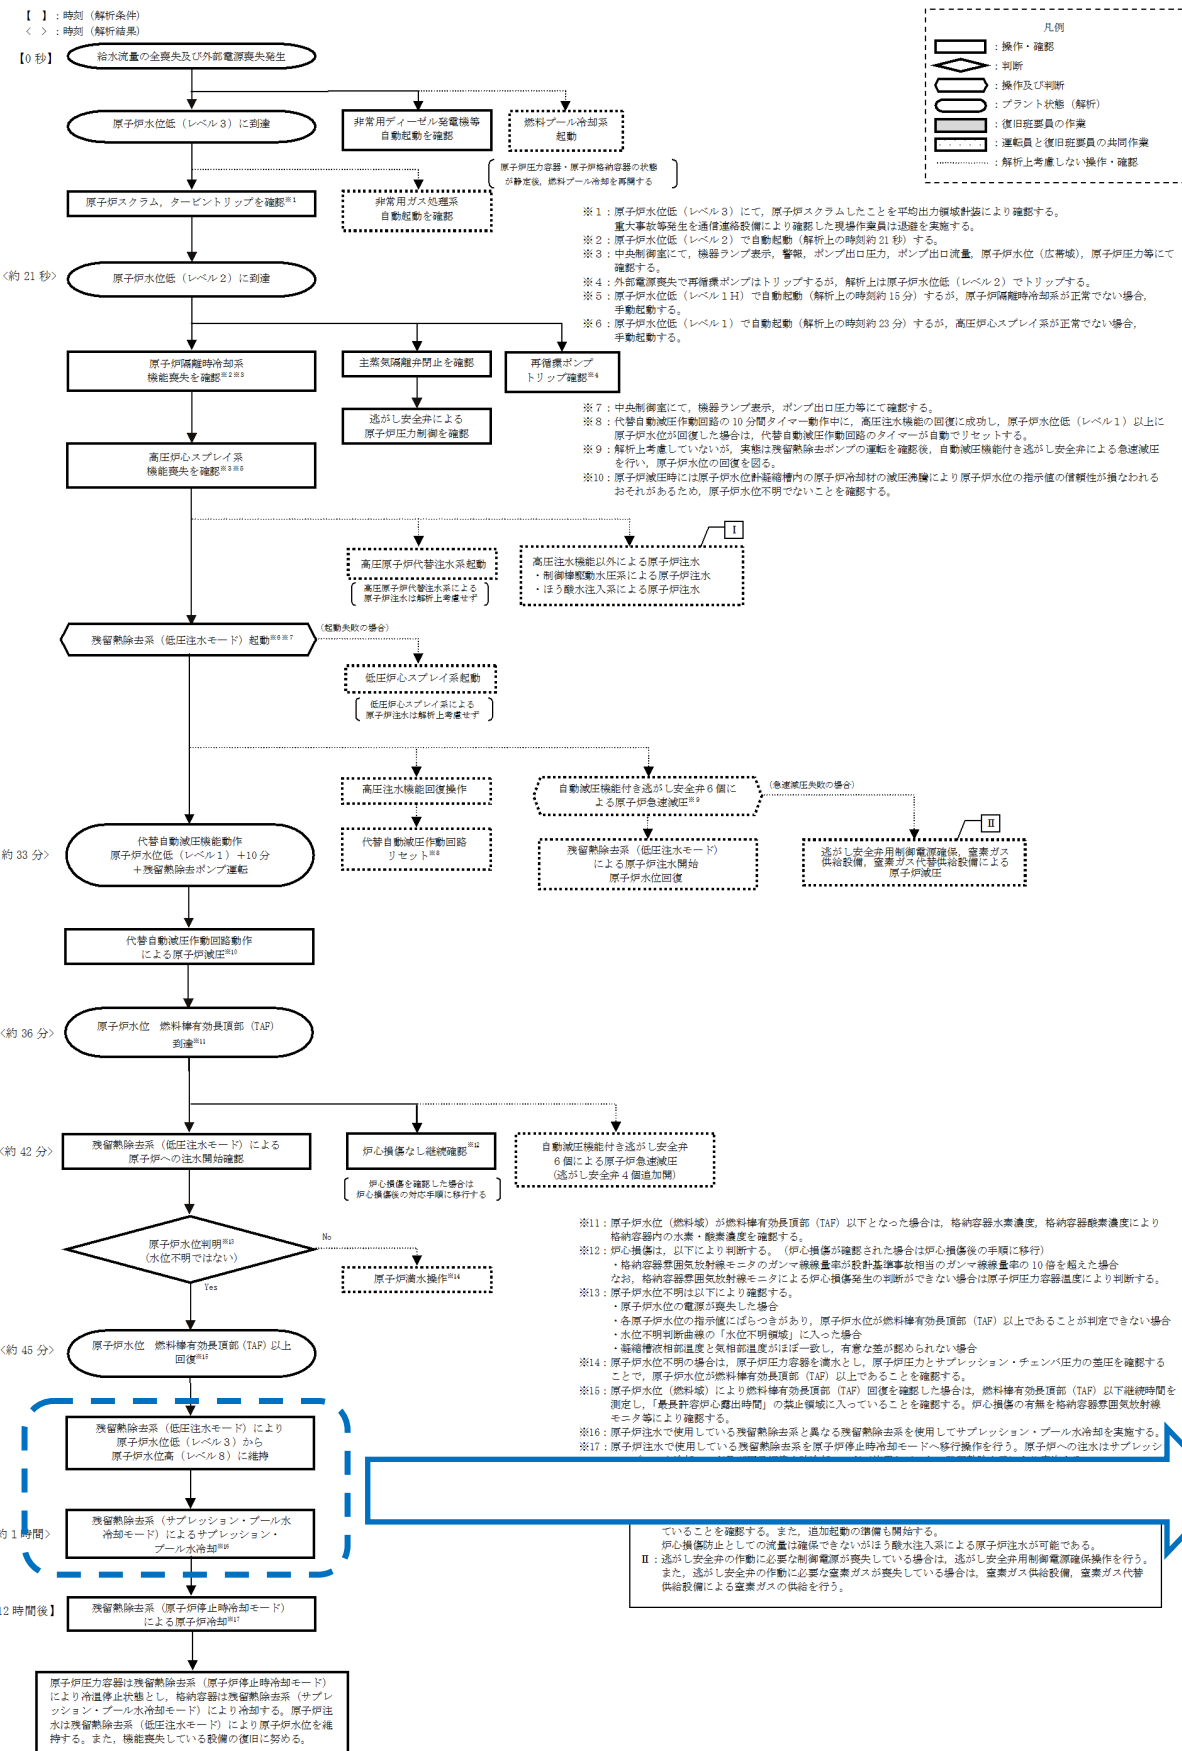 【　】：時刻（解析条件）
〈　〉：時刻（解析結果）
【0 秒】
給水流量の全喪失及び外部電源喪失発生
凡例
：操作・確認
：判断
：操作及び判断
：プラント状態（解析）
：復旧班要員の作業
：運転員と復旧班要員の共同作業
：解析上考慮しない操作・確認
原子炉水位低（レベル３）に到達
非常用ディーゼル発電機等
自動起動を確認
燃料プール冷却系
起動
原子炉圧力容器・原子炉格納容器の状態
が静定後，燃料プール冷却を再開する
原子炉スクラム，タービントリップを確認※1
非常用ガス処理系
自動起動を確認
※１：原子炉水位低（レベル３）にて，原子炉スクラムしたことを平均出力領域計装により確認する。
重大事故等発生を通信連絡設備により確認した現場作業員は退避を実施する。
※２：原子炉水位低（レベル２）で自動起動（解析上の時刻約 21 秒）する。
※３：中央制御室にて，機器ランプ表示，警報，ポンプ出口圧力，ポンプ出口流量，原子炉水位（広帯域），原子炉圧力等にて
確認する。
※４：外部電源喪失で再循環ポンプはトリップするが，解析上は原子炉水位低（レベル２）でトリップする。
※５：原子炉水位低（レベル１H）で自動起動（解析上の時刻約 15 分）するが，原子炉隔離時冷却系が正常でない場合，
手動起動する。
※６：原子炉水位低（レベル１）で自動起動（解析上の時刻約 23 分）するが，高圧炉心スプレイ系が正常でない場合，
手動起動する。
〈約 21 秒〉
原子炉水位低（レベル２）に到達
原子炉隔離時冷却系
機能喪失を確認※2※3
主蒸気隔離弁閉止を確認
再循環ポンプ
トリップ確認※4
逃がし安全弁による
原子炉圧力制御を確認
高圧炉心スプレイ系
機能喪失を確認※3※5
※７：中央制御室にて，機器ランプ表示，ポンプ出口圧力等にて確認する。
※８：代替自動減圧作動回路の 10 分間タイマー動作中に，高圧注水機能の回復に成功し，原子炉水位低（レベル１）以上に
原子炉水位が回復した場合は，代替自動減圧作動回路のタイマーが自動でリセットする。
※９：解析上考慮していないが，実態は残留熱除去ポンプの運転を確認後，自動減圧機能付き逃がし安全弁による急速減圧
を行い，原子炉水位の回復を図る。
※10：原子炉減圧時には原子炉水位計凝縮槽内の原子炉冷却材の減圧沸騰により原子炉水位の指示値の信頼性が損なわれる
おそれがあるため，原子炉水位不明でないことを確認する。
Ⅰ
高圧原子炉代替注水系起動
高圧原子炉代替注水系による
原子炉注水は解析上考慮せず
高圧注水機能以外による原子炉注水
・制御棒駆動水圧系による原子炉注水
・ほう酸水注入系による原子炉注水
残留熱除去系（低圧注水モード）起動※6※7
（起動失敗の場合）
低圧炉心スプレイ系起動
低圧炉心スプレイ系による
原子炉注水は解析上考慮せず
高圧注水機能回復操作
自動減圧機能付き逃がし安全弁６個に
よる原子炉急速減圧※9
（急速減圧失敗の場合）
約 33 分〉
代替自動減圧機能動作
原子炉水位低（レベル１）＋10 分
＋残留熱除去ポンプ運転
代替自動減圧作動回路
リセット※8
残留熱除去系（低圧注水モード）
による原子炉注水開始
原子炉水位回復
Ⅱ
逃がし安全弁用制御電源確保，窒素ガス
供給設備，窒素ガス代替供給設備による
原子炉減圧
代替自動減圧作動回路動作
による原子炉減圧※10
〈約 36 分〉
原子炉水位　燃料棒有効長頂部（TAF）
到達※11
〈約 42 分〉
残留熱除去系（低圧注水モード）による
原子炉への注水開始確認
炉心損傷なし継続確認※12
炉心損傷を確認した場合は
炉心損傷後の対応手順に移行する
自動減圧機能付き逃がし安全弁
６個による原子炉急速減圧
（逃がし安全弁４個追加開）
原子炉水位判明※13
（水位不明ではない）
No
Yes
原子炉満水操作※14
※11：原子炉水位（燃料域）が燃料棒有効長頂部（TAF）以下となった場合は，格納容器水素濃度，格納容器酸素濃度により
格納容器内の水素・酸素濃度を確認する。
※12：炉心損傷は，以下により判断する。（炉心損傷が確認された場合は炉心損傷後の手順に移行）
・格納容器雰囲気放射線モニタのガンマ線線量率が設計基準事故相当のガンマ線線量率の 10 倍を超えた場合
なお，格納容器雰囲気放射線モニタによる炉心損傷発生の判断ができない場合は原子炉圧力容器温度により判断する。
※13：原子炉水位不明は以下により確認する。
・原子炉水位の電源が喪失した場合
・各原子炉水位の指示値にばらつきがあり，原子炉水位が燃料棒有効長頂部（TAF）以上であることが判定できない場合
・水位不明判断曲線の「水位不明領域」に入った場合
・凝縮槽液相部温度と気相部温度がほぼ一致し，有意な差が認められない場合
※14：原子炉水位不明の場合は，原子炉圧力容器を満水とし，原子炉圧力とサプレッション・チェンバ圧力の差圧を確認する
ことで，原子炉水位が燃料棒有効長頂部（TAF）以上であることを確認する。
※15：原子炉水位（燃料域）により燃料棒有効長頂部（TAF）回復を確認した場合は，燃料棒有効長頂部（TAF）以下継続時間を
測定し，「最長許容炉心露出時間」の禁止領域に入っていることを確認する。炉心損傷の有無を格納容器雰囲気放射線
モニタ等により確認する。
※16：原子炉注水で使用している残留熱除去系と異なる残留熱除去系を使用してサプレッション・プール水冷却を実施する。
※17：原子炉注水で使用している残留熱除去系を原子炉停止時冷却モードへ移行操作を行う。原子炉への注水はサプレッシ
〈約 45 分〉
原子炉水位　燃料棒有効長頂部（TAF）以上
回復※15
残留熱除去系（低圧注水モード）により
原子炉水位低（レベル３）から
原子炉水位高（レベル８）に維持
約 1 時間〉
残留熱除去系（サプレッション・プール水
冷却モード）によるサプレッション・
プール水冷却※16
ていることを確認する。また，追加起動の準備も開始する。
炉心損傷防止としての流量は確保できないがほう酸水注入系による原子炉注水が可能である。
Ⅱ：逃がし安全弁の作動に必要な制御電源が喪失している場合は，逃がし安全弁用制御電源確保操作を行う。
また，逃がし安全弁の作動に必要な窒素ガスが喪失している場合は，窒素ガス供給設備，窒素ガス代替
供給設備による窒素ガスの供給を行う。
12 時間後】
残留熱除去系（原子炉停止時冷却モード）
による原子炉冷却※17
原子炉圧力容器は残留熱除去系（原子炉停止時冷却モード）
により冷温停止状態とし，格納容器は残留熱除去系（サプレ
ッション・プール水冷却モード）により冷却する。原子炉注
水は残留熱除去系（低圧注水モード）により原子炉水位を維
持する。また，機能喪失している設備の復旧に努める。